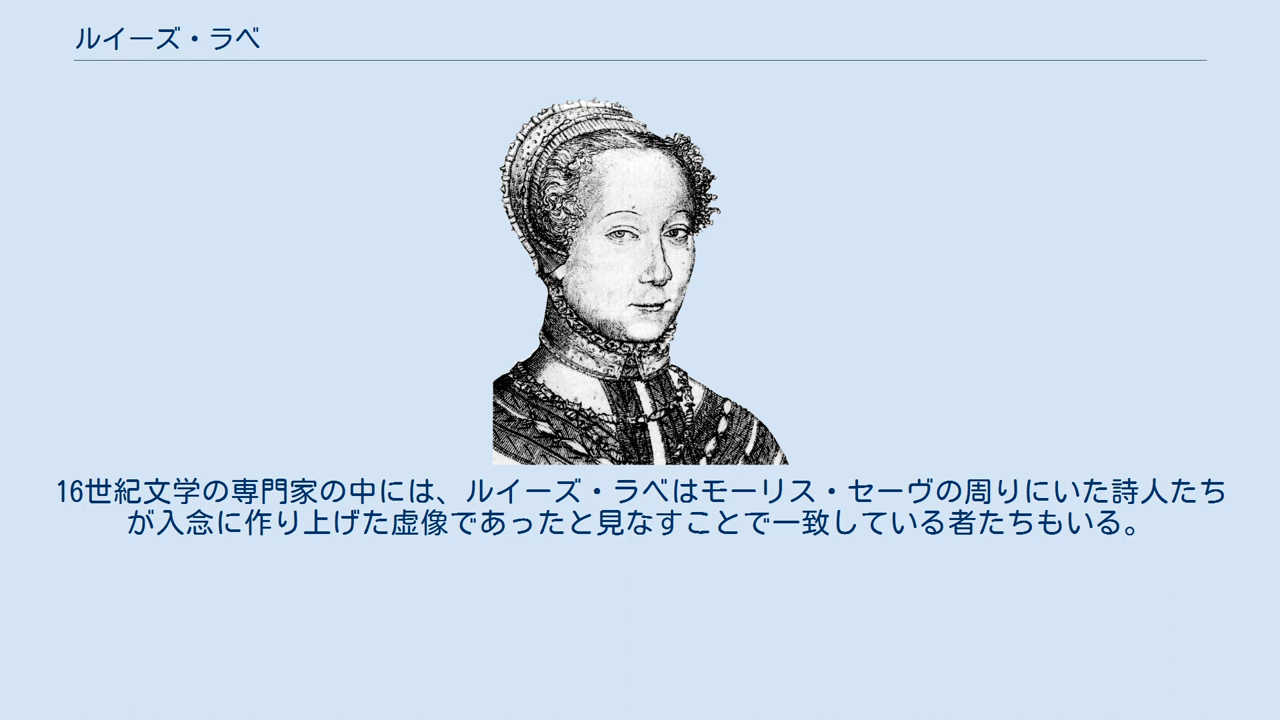 ルイーズ・ラベ
16世紀文学の専門家の中には、ルイーズ・ラベはモーリス・セーヴの周りにいた詩人たち
が入念に作り上げた虚像であったと見なすことで一致している者たちもいる。